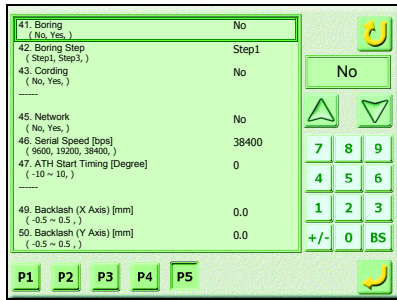 41. Boring No
( No, Yes, )
42. Boring Step Step1
( Step1, Step3, )
43. Cording No
( No, Yes, )
------
45. Network No
( No, Yes, )
46. Serial Speed [bps] 38400
( 9600, 19200, 38400, )
47. ATH Start Timing [Degree] 0
( -10 ~ 10, )
------
49. Backlash (X Axis) [mm] 0.0
( -0.5 ~ 0.5 , )
50. Backlash (Y Axis) [mm] 0.0
( -0.5 ~ 0.5 , )
No
7 8 9
4 5 6
1 2 3
+/- 0 BS
P1 P2 P3 P4 P5